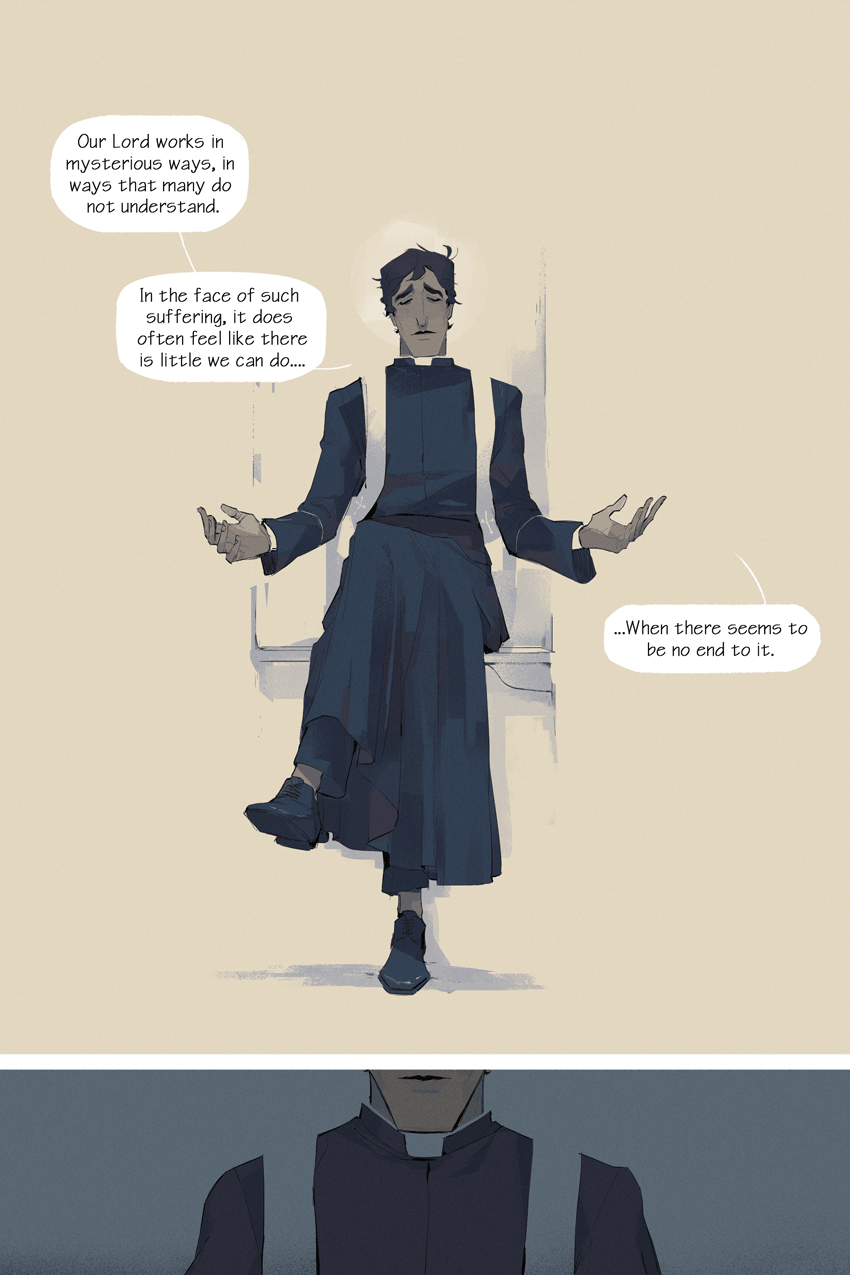 Our Lord works in
mysterious ways, in
ways that many do
not understand.
In the face of such
suffering, it does
often feel like there
is little we can do....
...When there seems to
be no end to it.